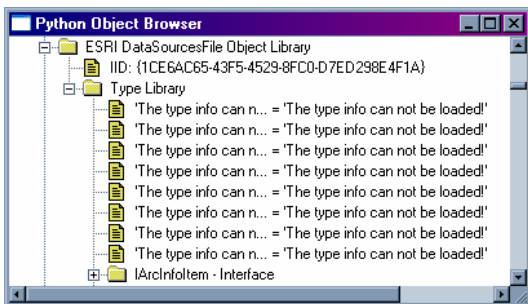 Python Object Browser
ESRI DataSourcesFile Object Library
IID: {1CE6AC65-43F5-4529-8FC0-D7ED298E4F1A}
Type Library
'The type info can n... = 'The type info can not be loaded!'
'The type info can n... = 'The type info can not be loaded!'
'The type info can n... = 'The type info can not be loaded!'
'The type info can n... = 'The type info can not be loaded!'
'The type info can n... = 'The type info can not be loaded!'
'The type info can n... = 'The type info can not be loaded!'
'The type info can n... = 'The type info can not be loaded!'
'The type info can n... = 'The type info can not be loaded!'
IArcInfoItem - Interface